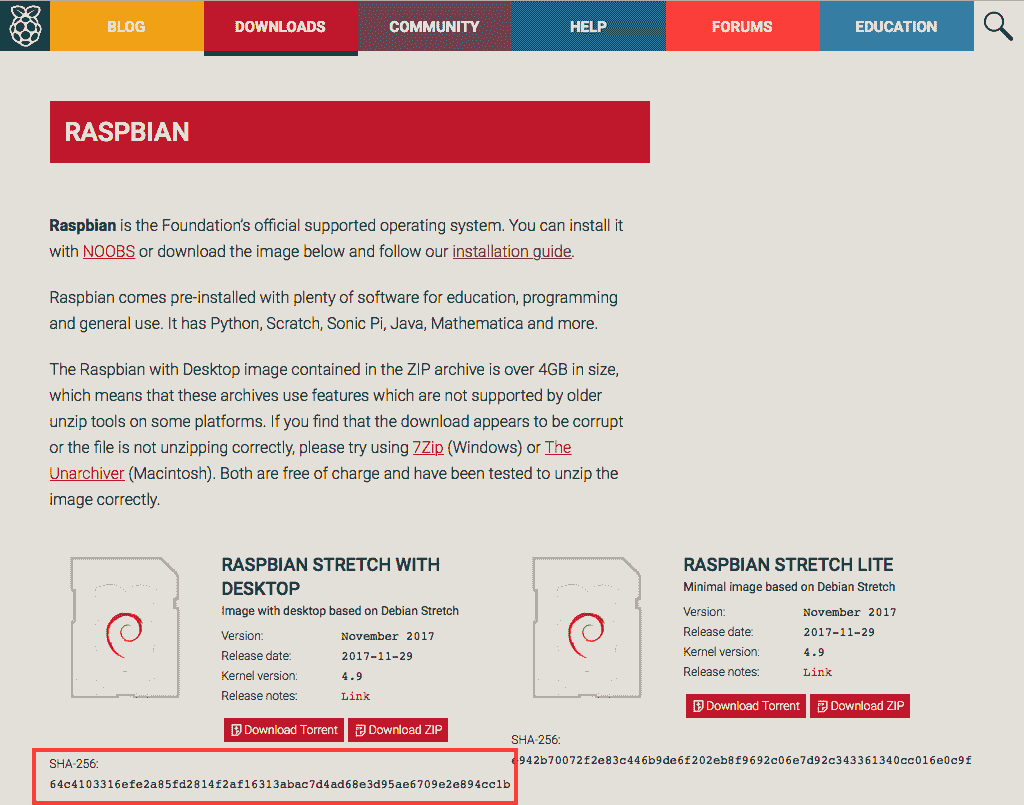 BLOG DOWNLOADS COMMUNITY HELP FORUMS EDUCATION
RASPBIAN
Raspbian is the Foundation's official supported operating system. You can install it
with NOOBS or download the image below and follow our installation guide.
Raspbian comes pre-installed with plenty of software for education, programming
and general use. It has Python, Scratch, Sonic Pi, Java, Mathematica and more.
The Raspbian with Desktop image contained in the ZIP archive is over 4GB in size,
which means that these archives use features which are not supported by older
unzip tools on some platforms. If you find that the download appears to be corrupt
or the file is not unzipping correctly, please try using 7Zip (Windows) or The
Unarchiver (Macintosh). Both are free of charge and have been tested to unzip the
image correctly.
RASPBIAN STRETCH WITH
DESKTOP
Image with desktop based on Debian Stretch
Version: November 2017
Release date: 2017-11-29
Kernel version: 4.9
Release notes: Link
Download Torrent Download ZIP
SHA-256:
64c4103316efe2a85fd2814f2af16313abac7d4ad68e3d95ae6709e2e894cc1b
RASPBIAN STRETCH LITE
Minimal image based on Debian Stretch
Version: November 2017
Release date: 2017-11-29
Kernel version: 4.9
Release notes: Link
Download Torrent Download ZIP
SHA-256:
e942b70072f2e83c446b9de6f202eb8f9692c06e7d92c343361340cc016e0c9f